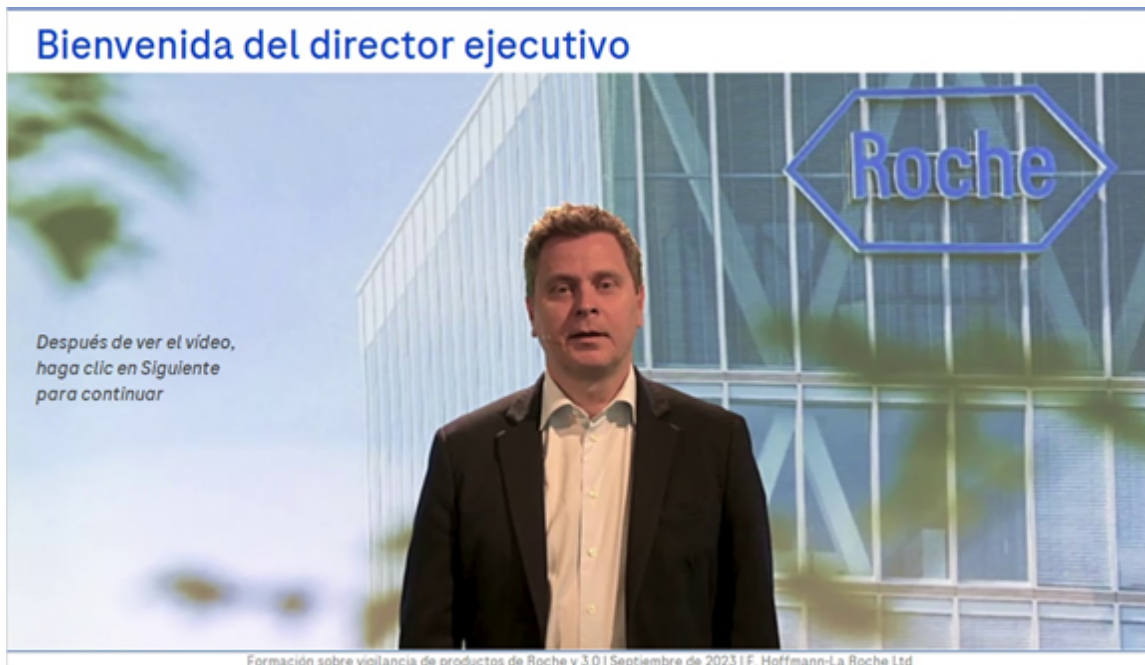 Bienvenida del director ejecutivo
Roche
Después de ver el vídeo,
haga clic en Siguiente
para continuar
Formación sobre vigilancia de productos de Roche v 3.0 | Septiembre de 2023 | F. Hoffmann-La Roche Ltd